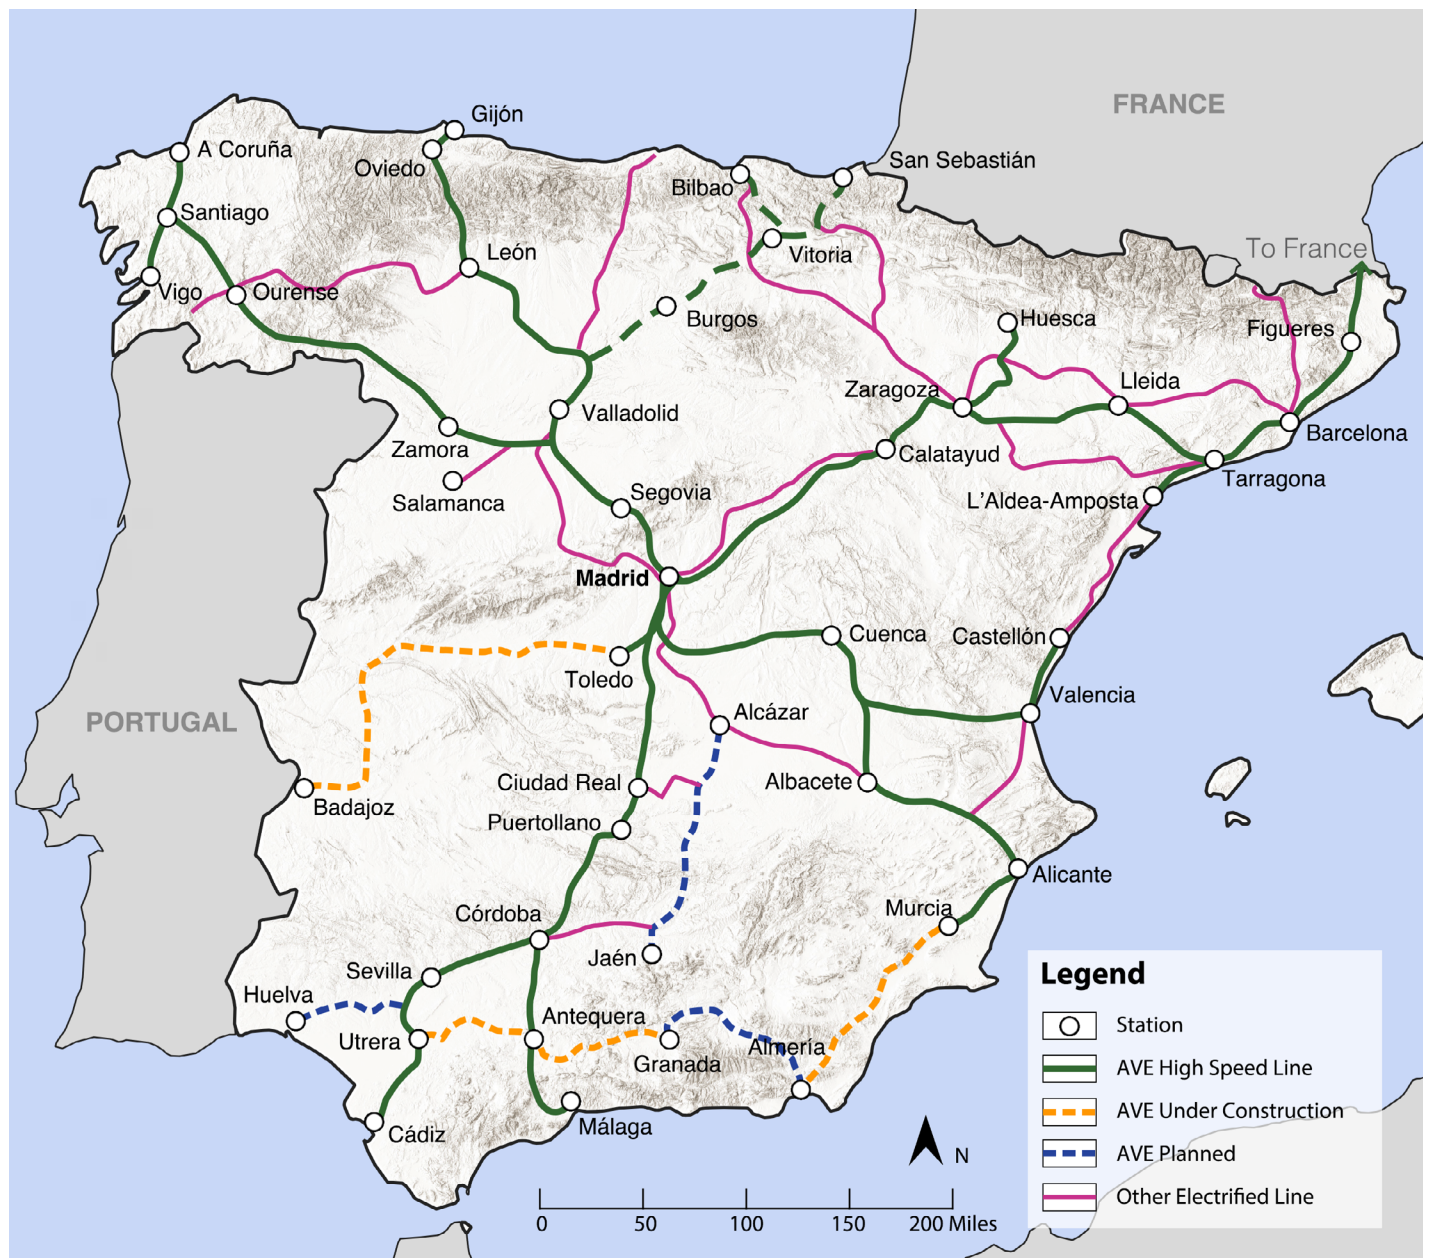 FRANCE
Gijón
A Coruña
Oviedo
San Sebastián
Bilbao
Santiago
León
Vitoria
To France
Vigo
Ourense
Burgos
Huesca
Figueres
Zaragoza
Lleida
Valladolid
Barcelona
Zamora
Calatayud
Salamanca
Segovia
Tarragona
L'Aldea-Amposta
Madrid
Cuenca
Castellón
Toledo
Valencia
Alcázar
PORTUGAL
Ciudad Real
Albacete
Badajoz
Puertollano
Alicante
Murcia
Córdoba
Jaén
Sevilla
Huelva
Antequera
Utrera
Almería
Granada
Málaga
Cádiz
Legend
Station
AVE High Speed Line
AVE Under Construction
AVE Planned
Other Electrified Line
N
0 50 100 150 200 Miles